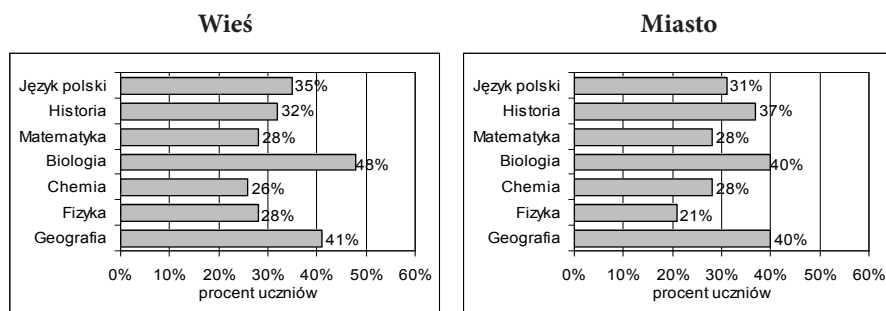 Wieś
Język polski 35%
Historia 32%
Matematyka 28%
Biologia 48%
Chemia 26%
Fizyka 28%
Geografia 41%
0% 10% 20% 30% 40% 50% 60%
procent uczniów
Miasto
Język polski 31%
Historia 37%
Matematyka 28%
Biologia 40%
Chemia 28%
Fizyka 21%
Geografia 40%
0% 10% 20% 30% 40% 50% 60%
procent uczniów